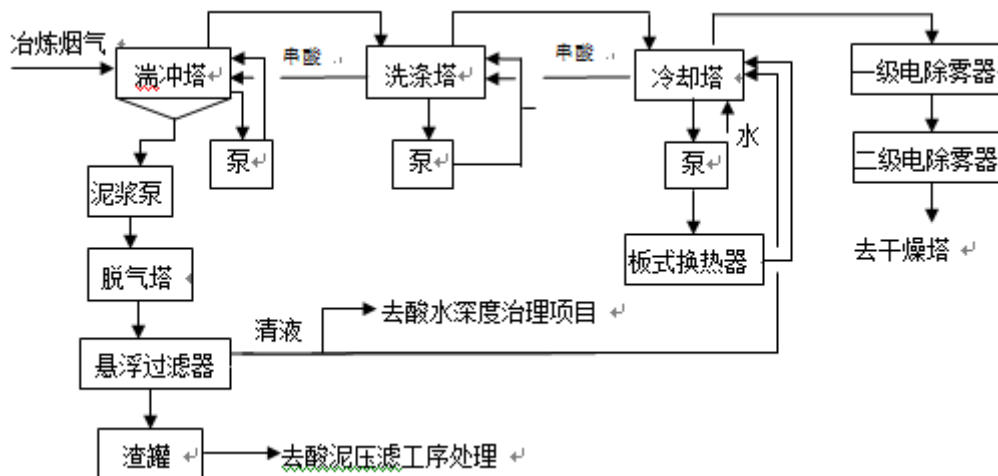 冶炼烟气
湍冲塔
串酸
洗涤塔
串酸
冷却塔
一级电除雾器
泵
泵
泵
水
二级电除雾器
泥浆泵
脱气塔
板式换热器
去干燥塔
清液
去酸水深度治理项目
悬浮过滤器
渣罐
去酸泥压滤工序处理